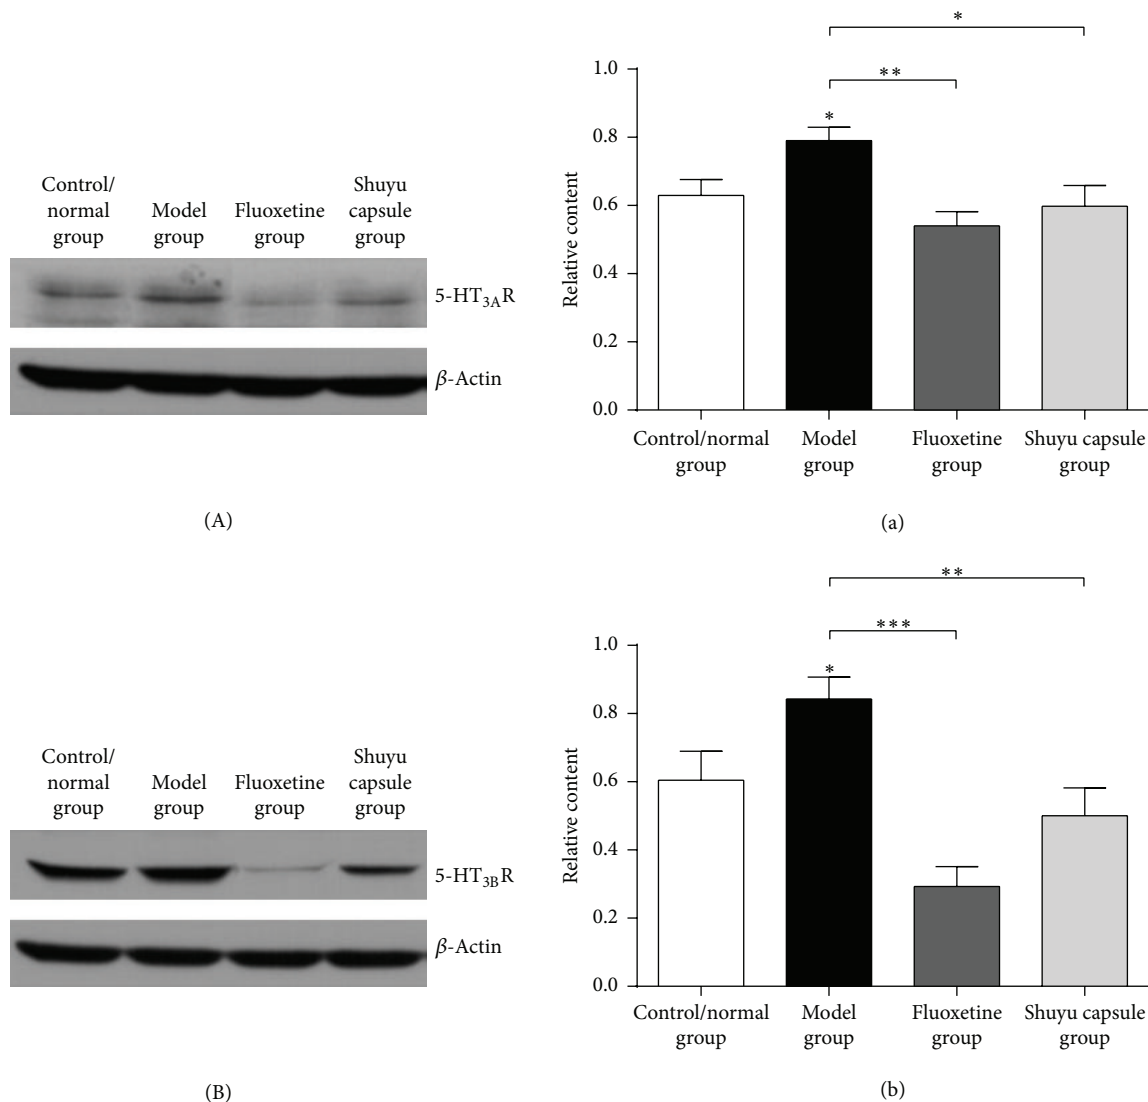 Control/
normal
group
Model
group
Fluoxetine
group
Shuyu
capsule
group
5-HT3AR
β-Actin
(A)
*
**
*
1.0
0.8
0.6
0.4
0.2
0.0
Relative content
Control/normal
group
Model
group
Fluoxetine
group
Shuyu capsule
group
(a)
Control/
normal
group
Model
group
Fluoxetine
group
Shuyu
capsule
group
5-HT3BR
β-Actin
(B)
**
***
*
1.0
0.8
0.6
0.4
0.2
0.0
Relative content
Control/normal
group
Model
group
Fluoxetine
group
Shuyu capsule
group
(b)